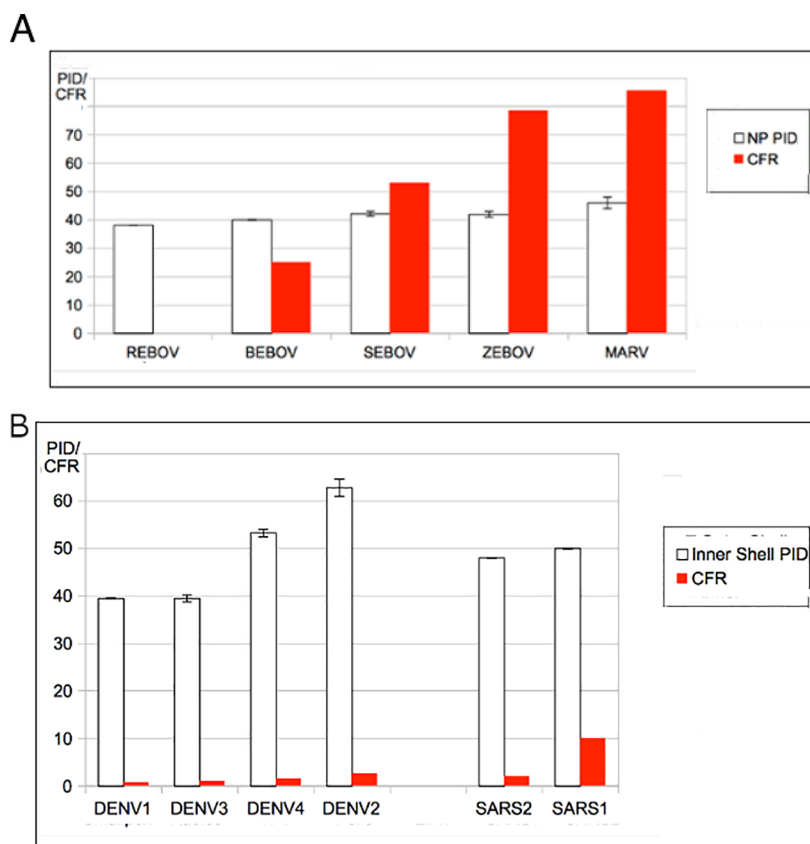 A
PID/
CFR
70
60
50
40
30
20
10
0
REBOV BEBOV SEBOV ZEBOV MARV
NP PID
CFR
B
PID/
CFR
60
50
40
30
20
10
0
DENV1 DENV3 DENV4 DENV2 SARS2 SARS1
Inner Shell PID
CFR